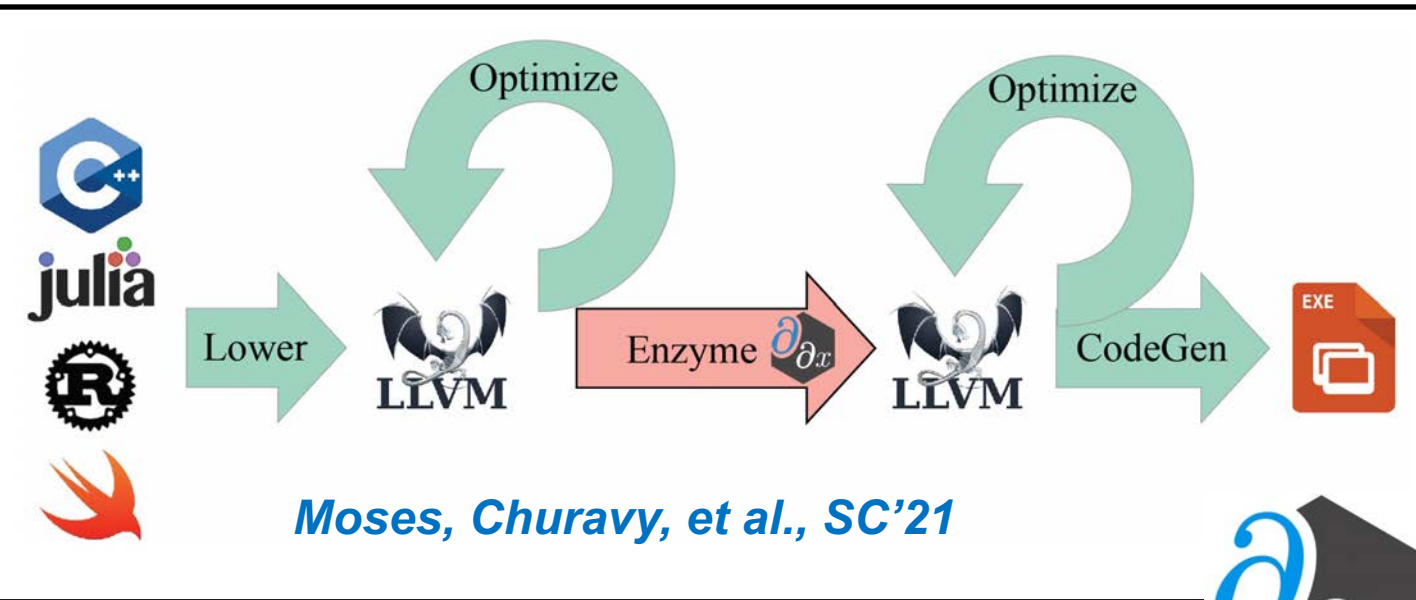 Optimize
Optimize
C++
julia
R
Lower
LLVM
Enzyme ∂∂x
LLVM
CodeGen
EXE
Moses, Churavy, et al., SC’21
∂